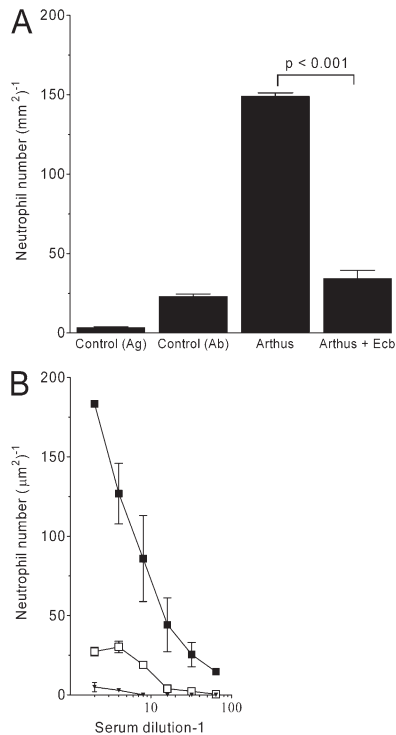 A
200
150
100
50
0
Neutrophil number (mm²)⁻¹
p < 0.001
Control (Ag) Control (Ab) Arthus Arthus + Ecb
B
200
150
100
50
0
Neutrophil number (μm²)⁻¹
10 100
Serum dilution-1